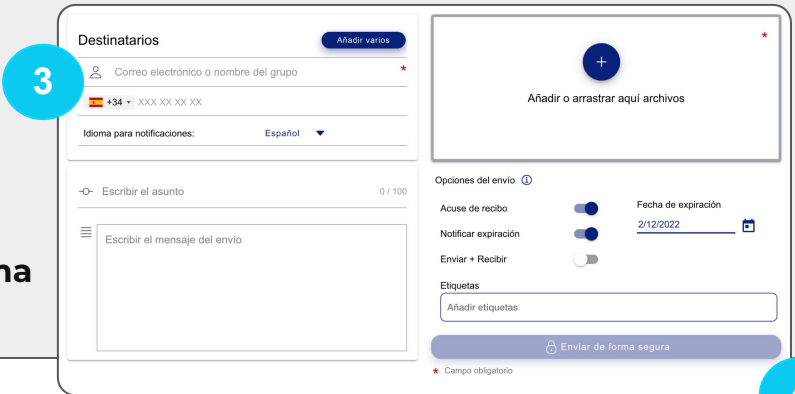 3
Destinatarios
Añadir varios
Correo electrónico o nombre del grupo *
+34 XXX XX XX XX
Idioma para notificaciones: Español
Escribir el asunto 0 / 100
Escribir el mensaje del envío
*
+
Añadir o arrastrar aquí archivos
Opciones del envío i
Acuse de recibo
Notificar expiración
Enviar + Recibir
Fecha de expiración
2/12/2022
Etiquetas
Añadir etiquetas
Enviar de forma segura
* Campo obligatorio
na